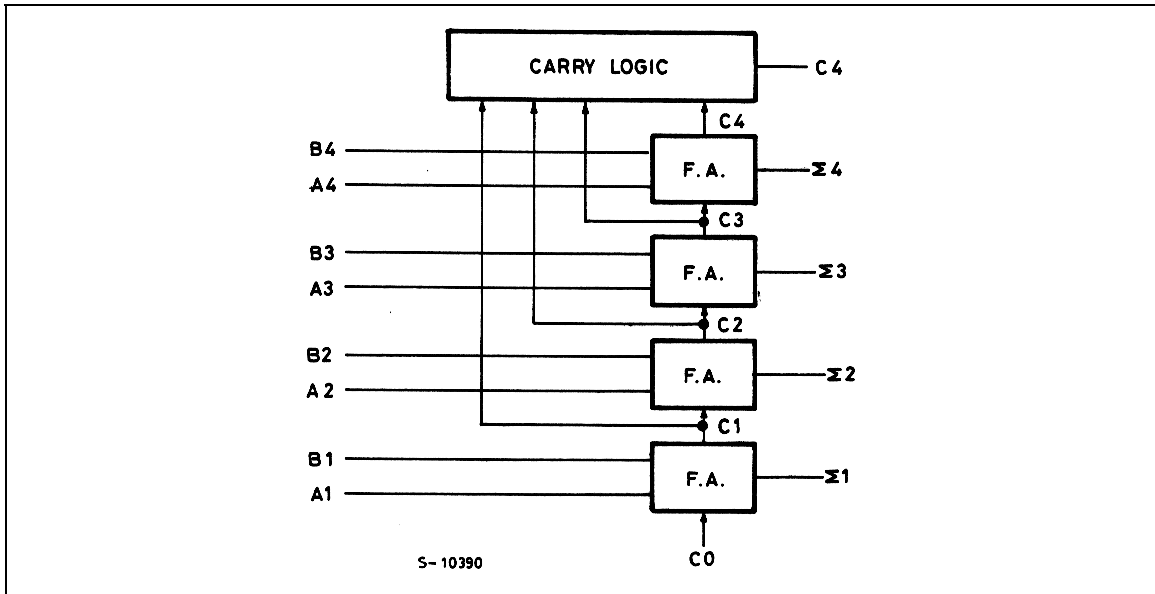 CARRY LOGIC
C4
C4
B4
F.A.
Σ4
A4
C3
B3
F.A.
Σ3
A3
C2
B2
F.A.
Σ2
A2
C1
B1
F.A.
Σ1
A1
C0
S-10390